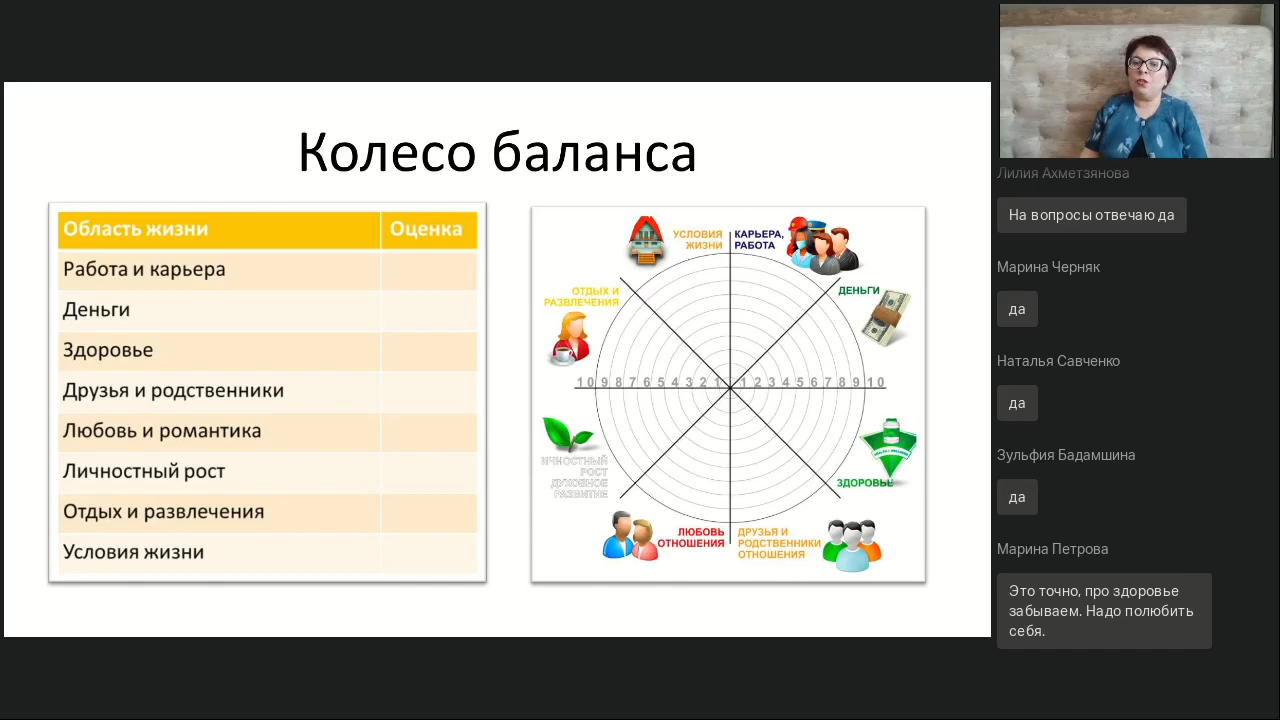 Колесо баланса
Область жизни Оценка
Работа и карьера
Деньги
Здоровье
Друзья и родственники
Любовь и романтика
Личностный рост
Отдых и развлечения
Условия жизни
УСЛОВИЯ
ЖИЗНИ
КАРЬЕРА,
РАБОТА
ОТДЫХ И
РАЗВЛЕЧЕНИЯ
ДЕНЬГИ
10 9 8 7 6 5 4 3 2 1 1 2 3 4 5 6 7 8 9 10
ИЧНОСТНЫЙ
РОСТ
ДУХОВНОЕ
РАЗВИТИЕ
ЗДОРОВЬЕ
ЛЮБОВЬ
ОТНОШЕНИЯ
ДРУЗЬЯ И
РОДСТВЕННИКИ
ОТНОШЕНИЯ
Лилия Ахметзянова
На вопросы отвечаю да
Марина Черняк
да
Наталья Савченко
да
Зульфия Бадамшина
да
Марина Петрова
Это точно, про здоровье
забываем. Надо полюбить
себя.